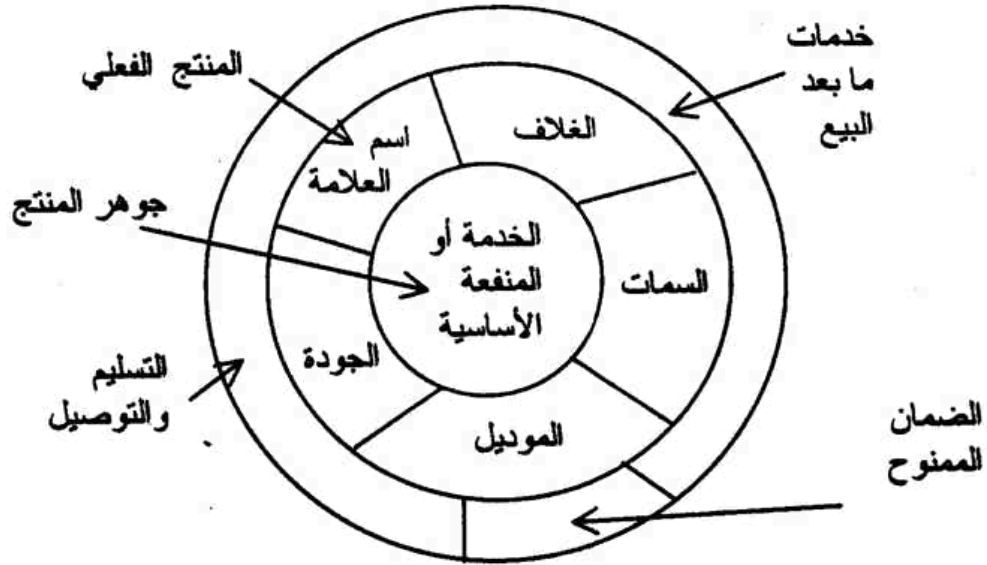 خدمات
ما بعد
البيع
المنتج الفعلي
الغلاف
اسم
العلامة
جوهر المنتج
الخدمة أو
المنفعة
الأساسية
السمات
الجودة
التسليم
والتوصيل
الموديل
الضمان
الممنوح